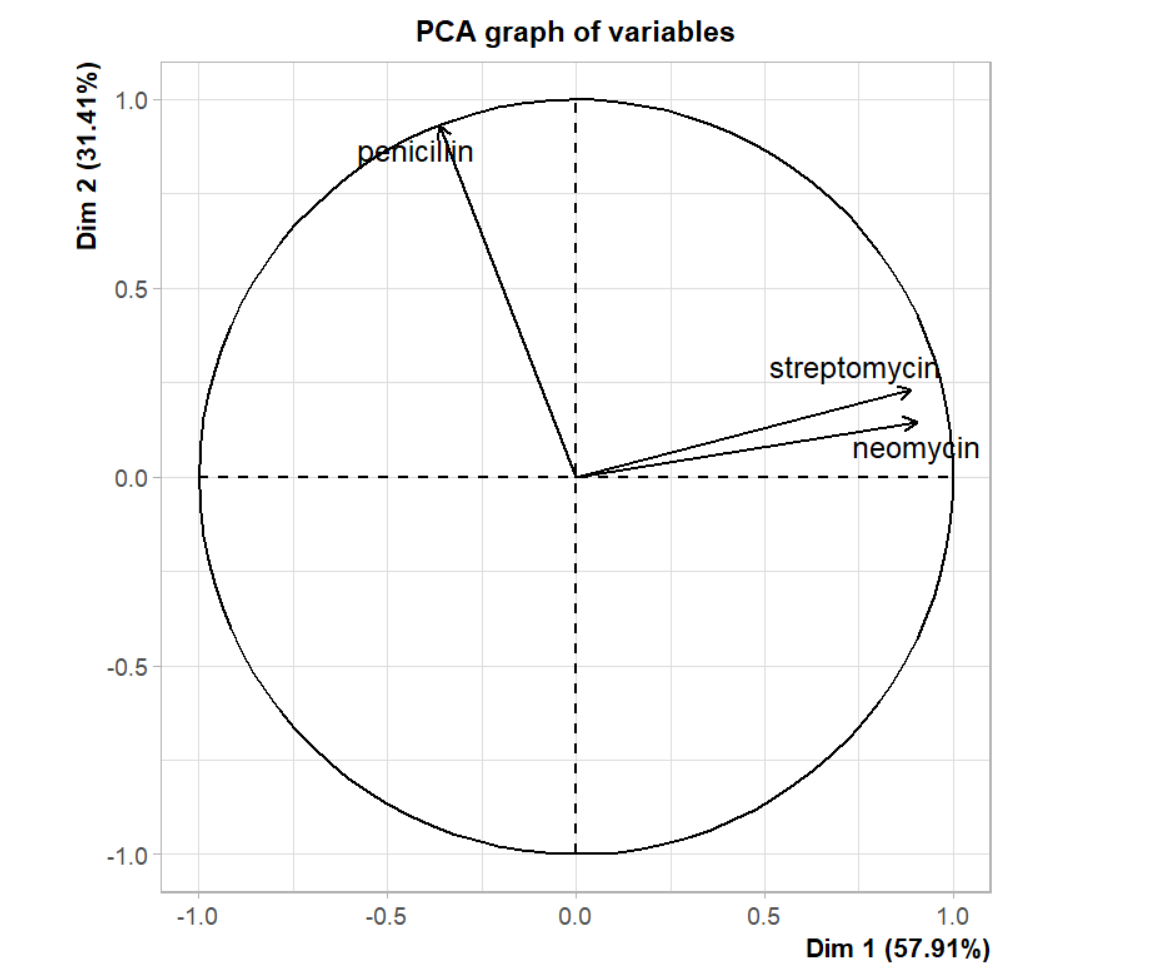 PCA graph of variables
Dim 2 (31.41%)
1.0
0.5
0.0
-0.5
-1.0
penicillin
streptomycin
neomycin
-1.0
-0.5
0.0
0.5
1.0
Dim 1 (57.91%)